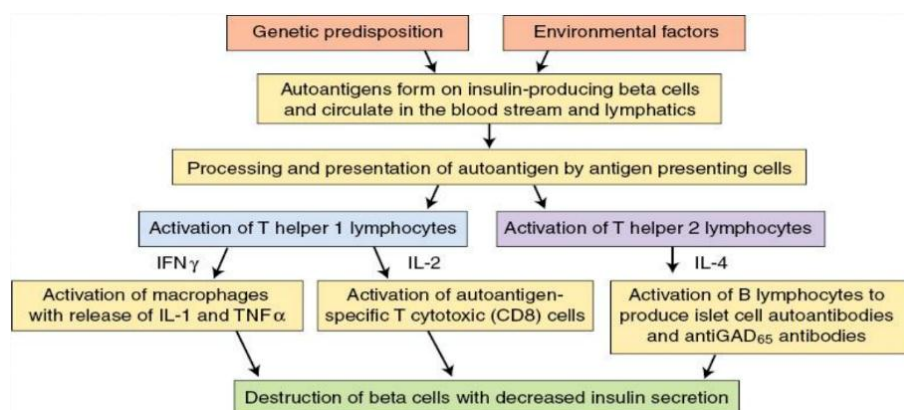 Genetic predisposition
Environmental factors
Autoantigens form on insulin-producing beta cells
and circulate in the blood stream and lymphatics
Processing and presentation of autoantigen by antigen presenting cells
Activation of T helper 1 lymphocytes
Activation of T helper 2 lymphocytes
IFN γ
IL-2
IL-4
Activation of macrophages
with release of IL-1 and TNFα
Activation of autoantigen-
specific T cytotoxic (CD8) cells
Activation of B lymphocytes to
produce islet cell autoantibodies
and antiGAD₆₅ antibodies
Destruction of beta cells with decreased insulin secretion